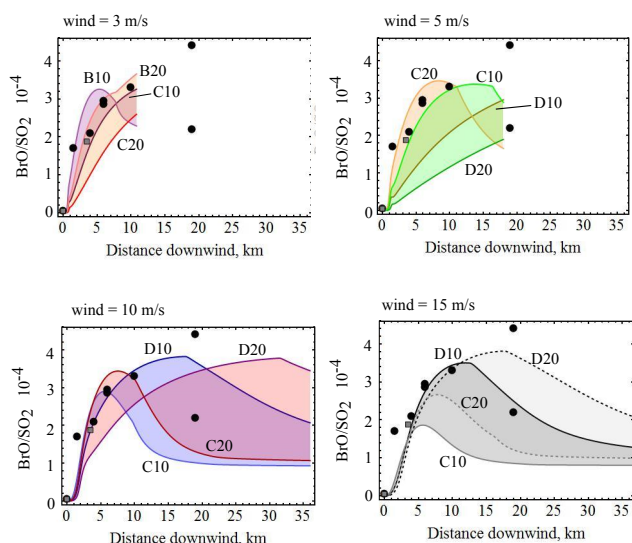 wind = 3 m/s
BrO/SO2 10-4
4
3
2
1
0
B10
B20
C10
C20
0 5 10 15 20 25 30 35
Distance downwind, km
wind = 5 m/s
BrO/SO2 10-4
4
3
2
1
0
C20
C10
D10
D20
0 5 10 15 20 25 30 35
Distance downwind, km
wind = 10 m/s
BrO/SO2 10-4
4
3
2
1
0
D10
D20
C20
C10
0 5 10 15 20 25 30 35
Distance downwind, km
wind = 15 m/s
BrO/SO2 10-4
4
3
2
1
0
D10
D20
C20
C10
0 5 10 15 20 25 30 35
Distance downwind, km